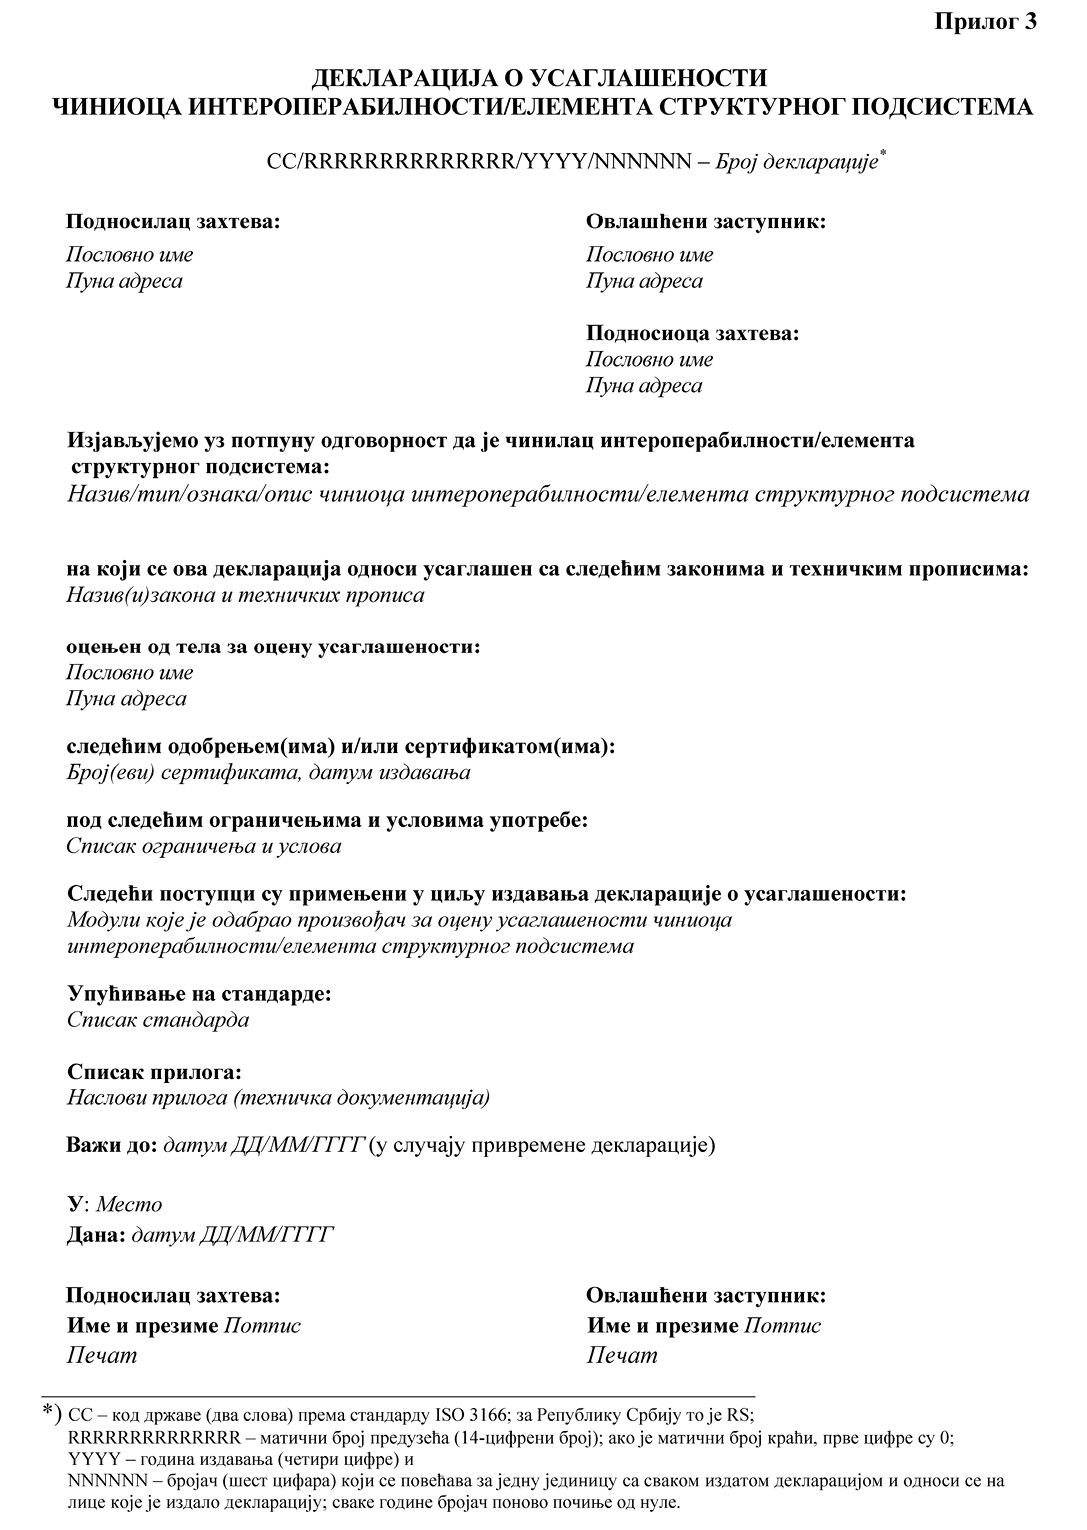 Прилог 3
ДЕКЛАРАЦИЈА О УСАГЛАШЕНОСТИ
ЧИНИОЦА ИНТЕРОПЕРАБИЛНОСТИ/ЕЛЕМЕНТА СТРУКТУРНОГ ПОДСИСТЕМА
CC/RRRRRRRRRRRRRR/YYYY/NNNNNN – Број декларације*
Подносилац захтева:
Пословно име
Пуна адреса
Овлашћени заступник:
Пословно име
Пуна адреса
Подносиоца захтева:
Пословно име
Пуна адреса
Изјављујемо уз потпуну одговорност да је чинилац интероперабилности/елемента
структурног подсистема:
Назив/тип/ознака/опис чиниоца интероперабилности/елемента структурног подсистема
на који се ова декларација односи усаглашен са следећим законима и техничким прописима:
Назив(и)закона и техничких прописа
оцењен од тела за оцену усаглашености:
Пословно име
Пуна адреса
следећим одобрењем(има) и/или сертификатом(има):
Број(еви) сертификата, датум издавања
под следећим ограничењима и условима употребе:
Списак ограничења и услова
Следећи поступци су примењени у циљу издавања декларације о усаглашености:
Модули које је одабрао произвођач за оцену усаглашености чиниоца
интероперабилности/елемента структурног подсистема
Упућивање на стандарде:
Списак стандарда
Списак прилога:
Наслови прилога (техничка документација)
Важи до: датум ДД/ММ/ГГГГ (у случају привремене декларације)
У: Место
Дана: датум ДД/ММ/ГГГГ
Подносилац захтева:
Име и презиме Потпис
Печат
Овлашћени заступник:
Име и презиме Потпис
Печат
*) CC – код државе (два слова) према стандарду ISO 3166; за Републику Србију то је RS;
RRRRRRRRRRRRRR – матични број предузећа (14-цифрени број); ако је матични број краћи, прве цифре су 0;
YYYY – година издавања (четири цифре) и
NNNNNN – бројач (шест цифара) који се повећава за једну јединицу са сваком издатом декларацијом и односи се на
лице које је издало декларацију; сваке године бројач поново почиње од нуле.